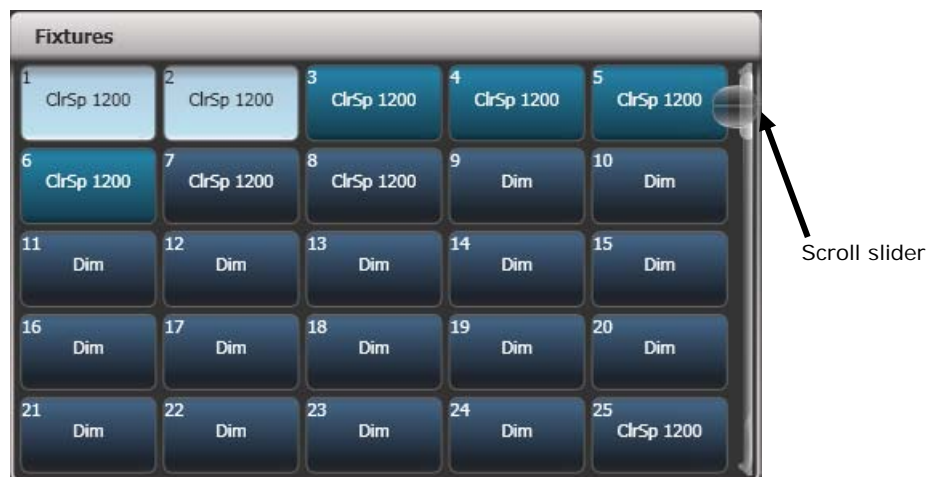 Fixtures
1 ClrSp 1200
2 ClrSp 1200
3 ClrSp 1200
4 ClrSp 1200
5 ClrSp 1200
6 ClrSp 1200
7 ClrSp 1200
8 ClrSp 1200
9 Dim
10 Dim
11 Dim
12 Dim
13 Dim
14 Dim
15 Dim
Scroll slider
16 Dim
17 Dim
18 Dim
19 Dim
20 Dim
21 Dim
22 Dim
23 Dim
24 Dim
25 ClrSp 1200